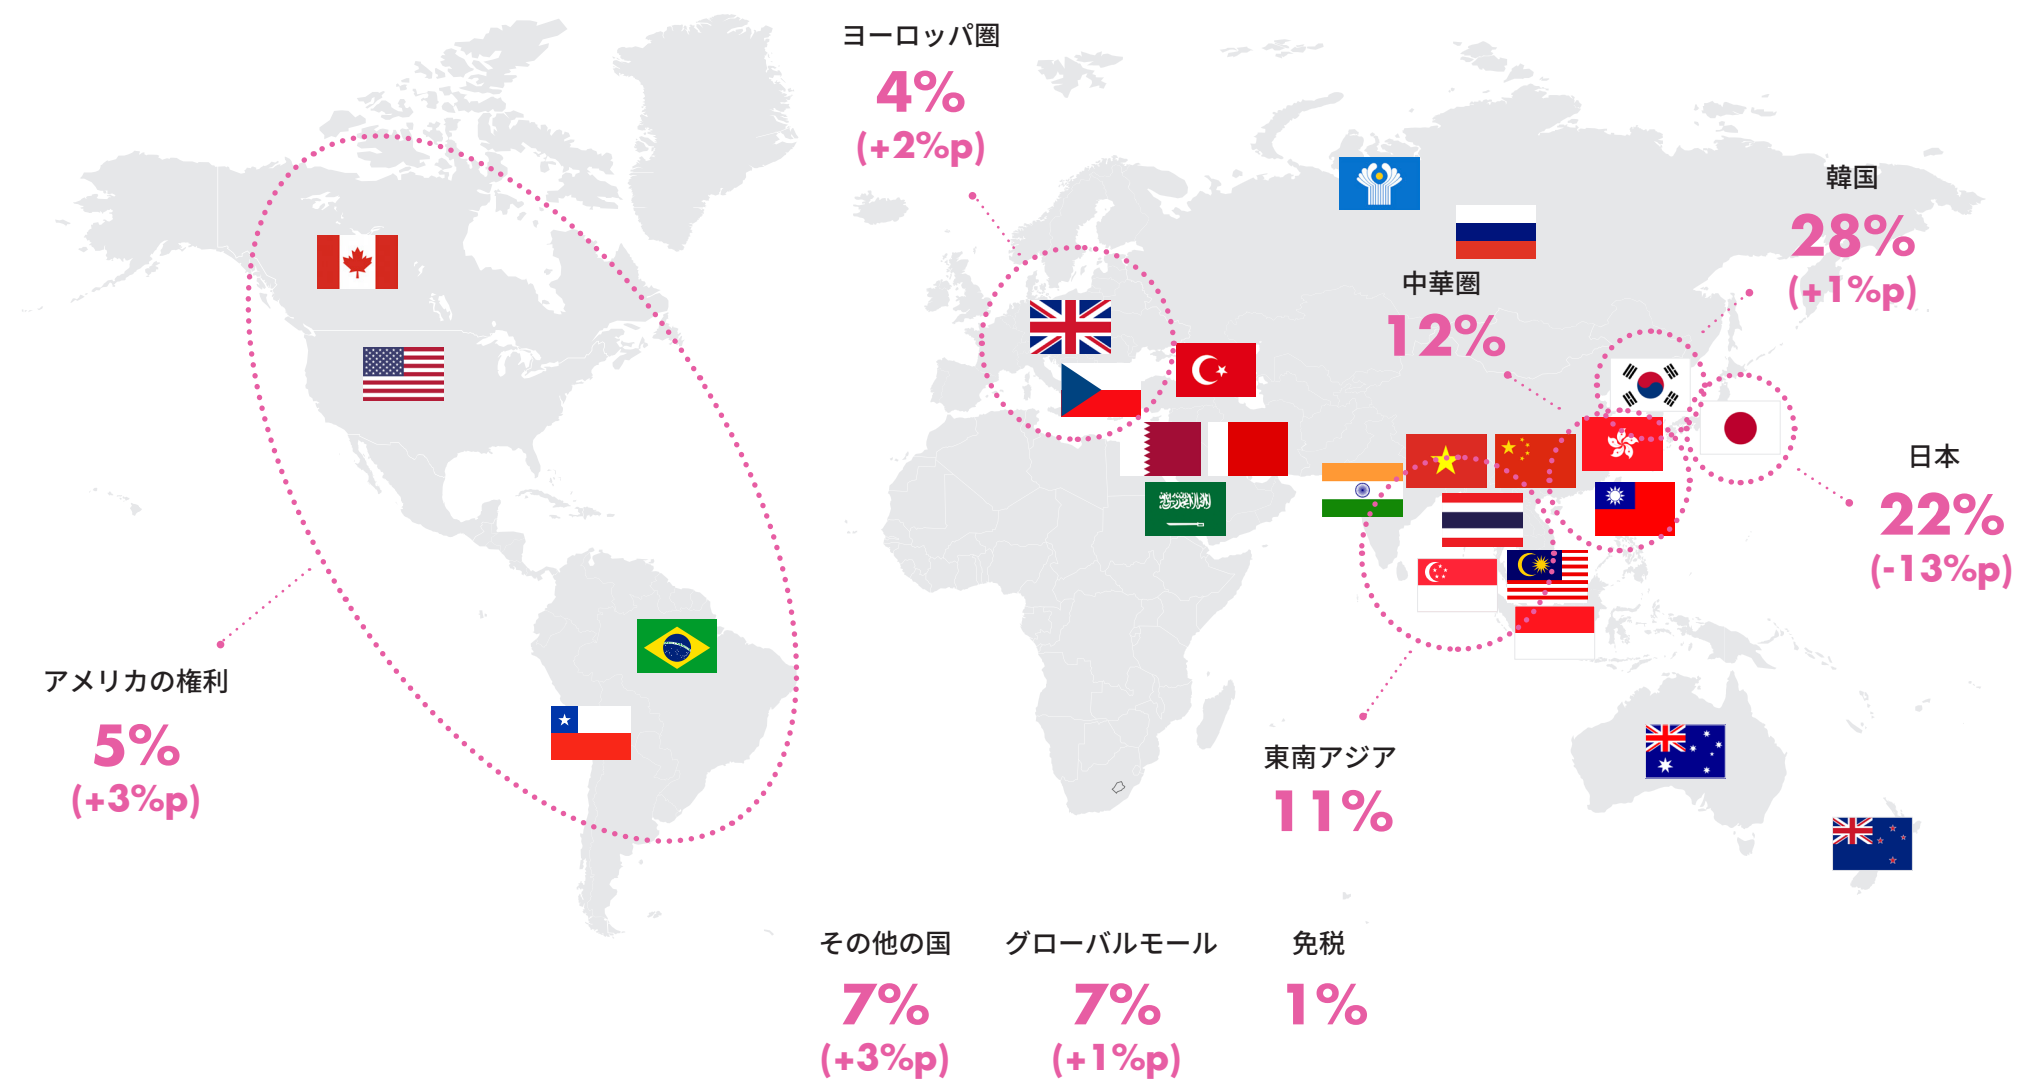 ヨーロッパ圏
4%
(+2%p)
韓国
28%
(+1%p)
中華圏
12%
日本
22%
(-13%p)
アメリカの権利
5%
(+3%p)
東南アジア
11%
その他の国
7%
(+3%p)
グローバルモール
7%
(+1%p)
免税
1%